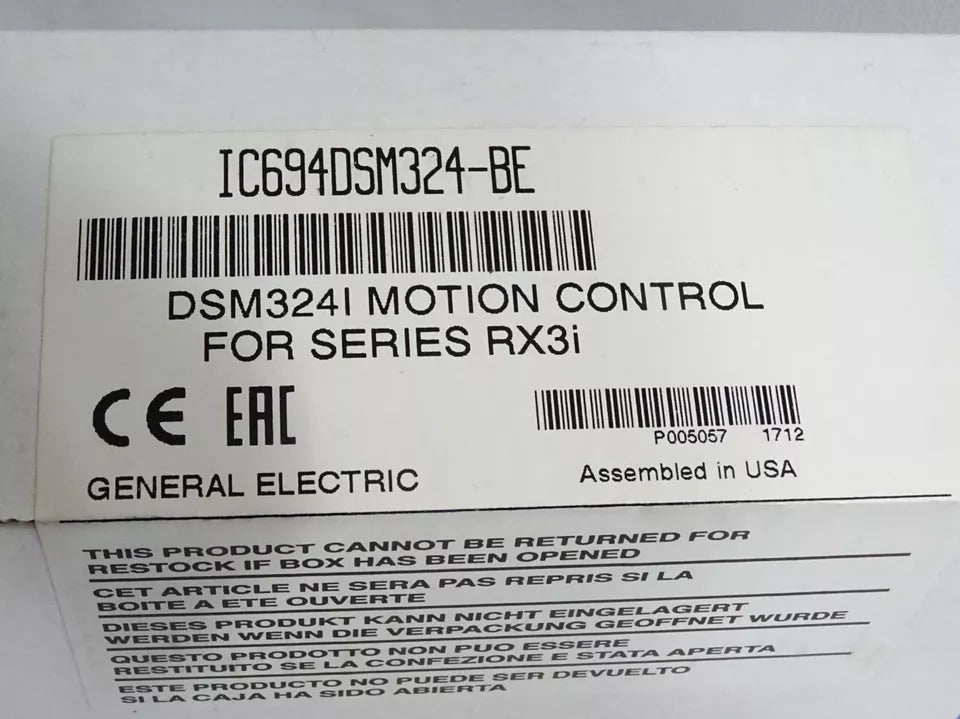 IC694DSM324-BE
DSM324I MOTION CONTROL
FOR SERIES RX3i
CE EAC
P005057 1712
GENERAL ELECTRIC
Assembled in USA
THIS PRODUCT CANNOT BE RETURNED FOR
RESTOCK IF BOX HAS BEEN OPENED
CET ARTICLE NE SERA PAS REPRIS SI LA
BOITE A ETE OUVERTE
DIESES PRODUKT KANN NICHT EINGELAGERT
WERDEN WENN DIE VERPACKUNG GEOFFNET WURDE
QUESTO PRODOTTO NON PUO ESSERE
RESTITUITO SE LA CONFEZIONE E STATA APERTA
ESTE PRODUCTO NO PUEDE SER DEVUELTO
SI LA CAJA HA SIDO ABIERTA